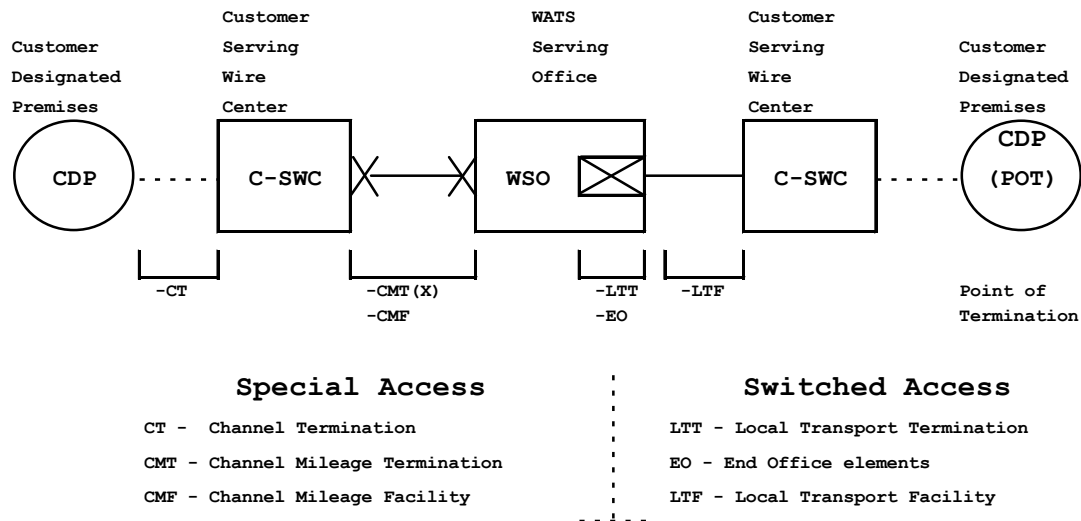 Customer WATS Customer
Customer Serving Serving Serving Customer
Designated Wire Office Wire Designated
Premises Center Center Premises
CDP
CDP C-SWC WSO C-SWC (POT)
-CT -CMT(X) -LTT -LTF Point of
-CMF -EO Termination
Special Access Switched Access
CT - Channel Termination LTT - Local Transport Termination
CMT - Channel Mileage Termination EO - End Office elements
CMF - Channel Mileage Facility LTF - Local Transport Facility